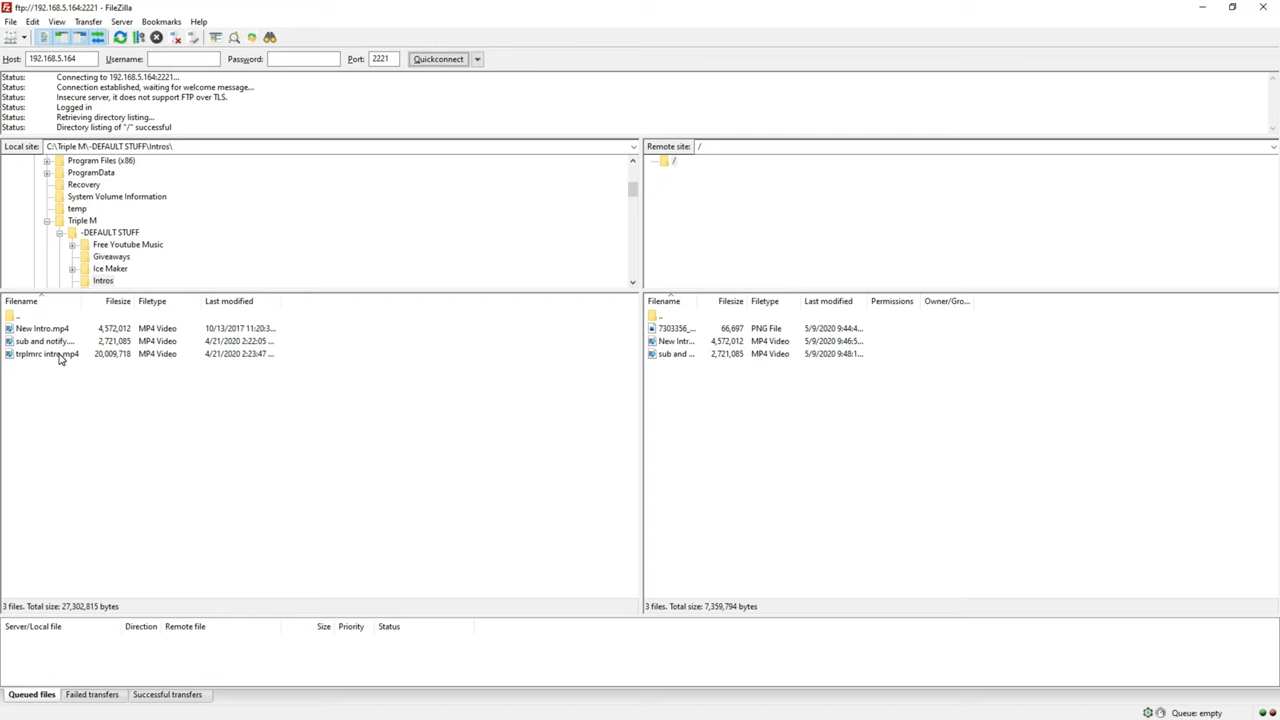 ftp://192.168.5.164:2221 - FileZilla
File Edit View Transfer Server Bookmarks Help
Host: 192.168.5.164 Username: Password: Port: 2221 Quickconnect
Status: Connecting to 192.168.5.164:2221...
Status: Connection established, waiting for welcome message...
Status: Insecure server, it does not support FTP over TLS.
Status: Logged in
Status: Retrieving directory listing...
Status: Directory listing of "/" successful
Local site: C:\Triple M\-DEFAULT STUFF\Intros\
Program Files (x86)
ProgramData
Recovery
System Volume Information
temp
Triple M
-DEFAULT STUFF
Free Youtube Music
Giveaways
Ice Maker
Intros
Remote site: /
/
Filename Filesize Filetype Last modified
..
New Intro.mp4 4,572,012 MP4 Video 10/13/2017 11:20:3...
sub and notify.... 2,721,085 MP4 Video 4/21/2020 2:22:05 ...
trplmrc intro.mp4 20,009,718 MP4 Video 4/21/2020 2:23:47 ...
3 files. Total size: 27,302,815 bytes
Filename Filesize Filetype Last modified Permissions Owner/Gro...
..
7303356_... 66,697 PNG File 5/9/2020 9:44:4...
New Intr... 4,572,012 MP4 Video 5/9/2020 9:46:5...
sub and ... 2,721,085 MP4 Video 5/9/2020 9:48:1...
3 files. Total size: 7,359,794 bytes
Server/Local file Direction Remote file Size Priority Status
Queued files Failed transfers Successful transfers
Queue: empty